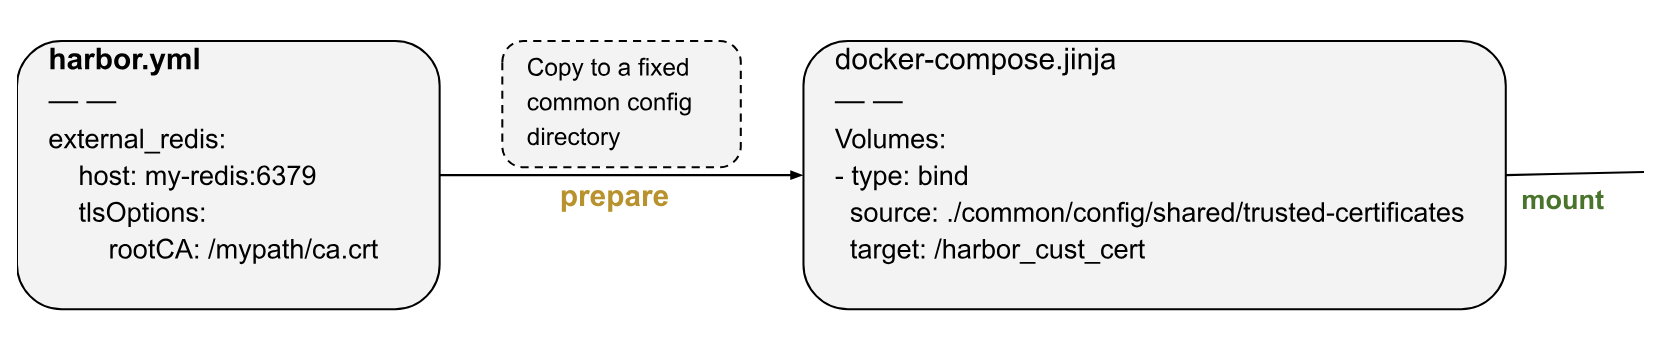 harbor.yml
— —
external_redis:
host: my-redis:6379
tlsOptions:
rootCA: /mypath/ca.crt
Copy to a fixed
common config
directory
prepare
docker-compose.jinja
— —
Volumes:
- type: bind
source: ./common/config/shared/trusted-certificates
target: /harbor_cust_cert
mount